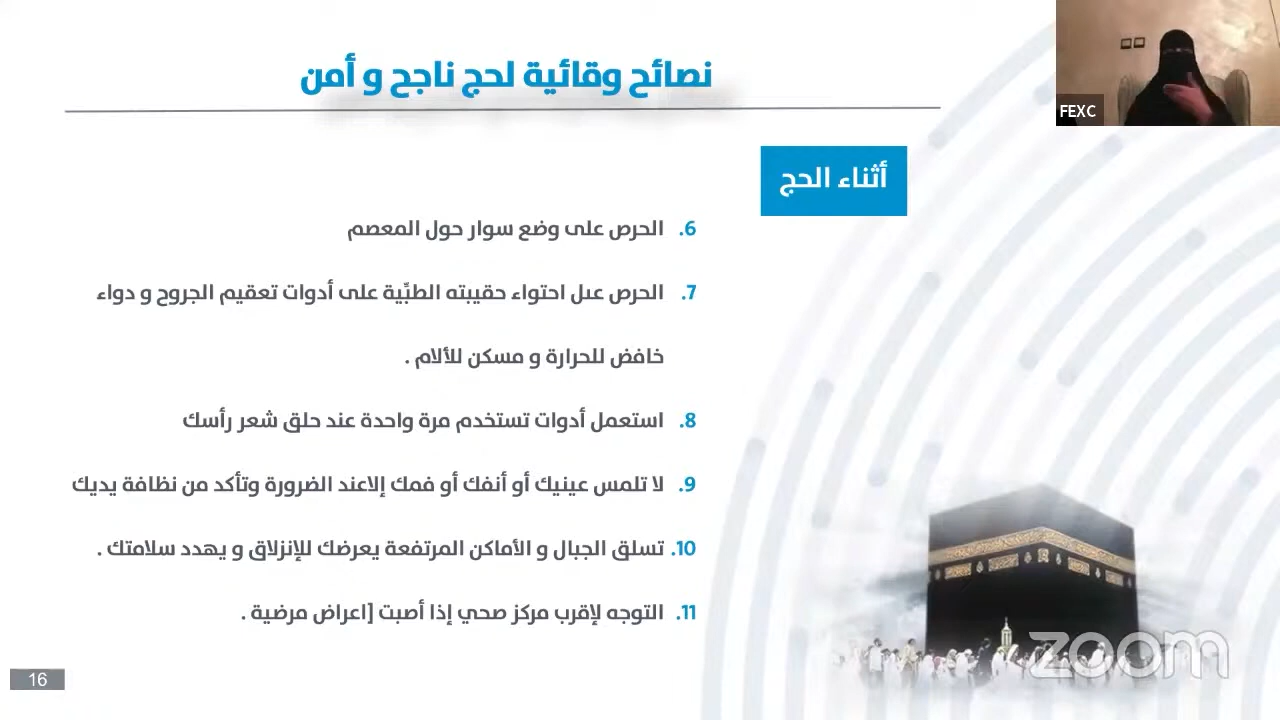 نصائح وقائية لحج ناجح و أمن
FEXC
أثناء الحج
6. الحرص على وضع سوار حول المعصم
7. الحرص عىل احتواء حقيبته الطبِّية على أدوات تعقيم الجروح و دواء
خافض للحرارة و مسكن للألام .
8. استعمل أدوات تستخدم مرة واحدة عند حلق شعر رأسك
9. لا تلمس عينيك أو أنفك أو فمك إلاعند الضرورة وتأكد من نظافة يديك
10. تسلق الجبال و الأماكن المرتفعة يعرضك للإنزلاق و يهدد سلامتك .
11. التوجه لإقرب مركز صحي إذا أصبت [اعراض مرضية .
zoom
16